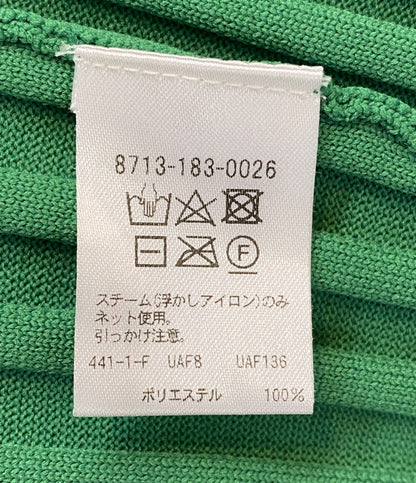 8713-183-0026
F
スチーム(浮かしアイロン)のみ
ネット使用。
引っかけ注意。
441-1-F UAF8 UAF136
ポリエステル 100%